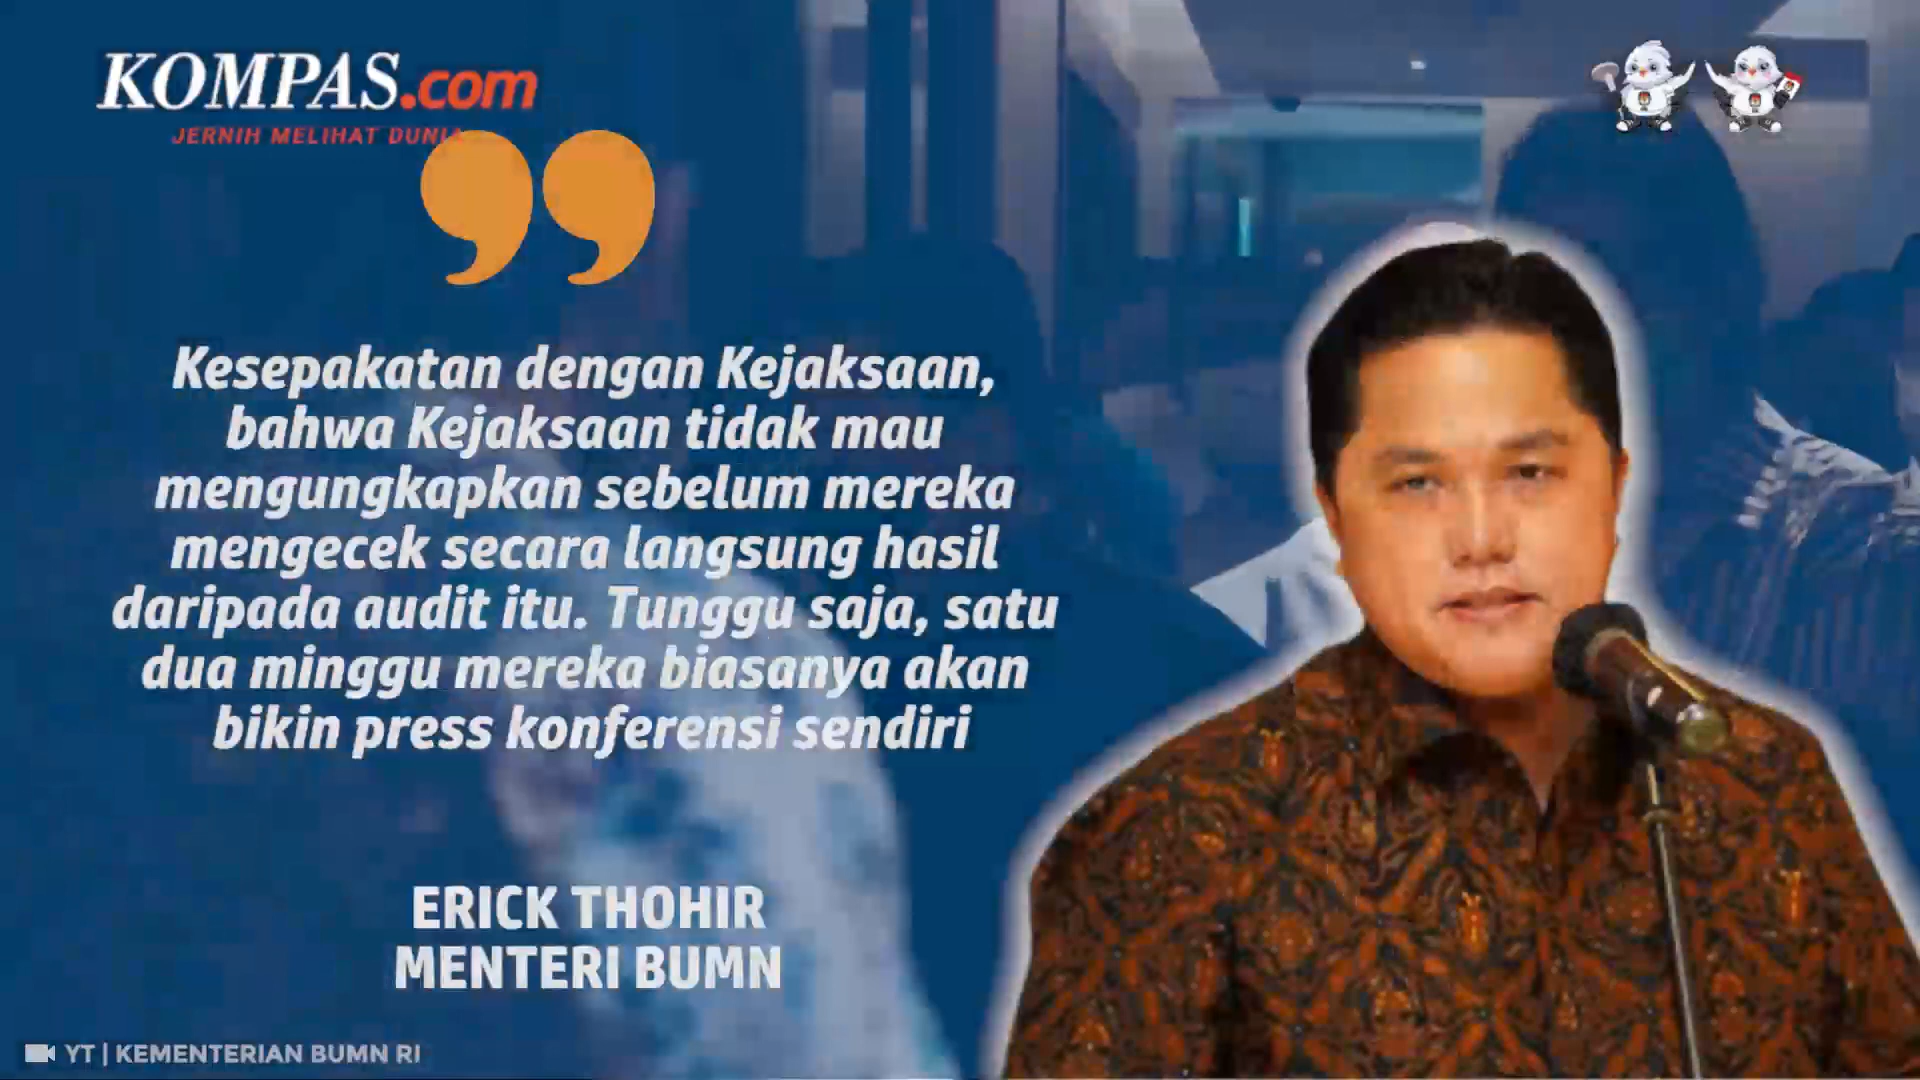 KOMPAS.com
JERNIH MELIHAT DUNIA
Kesepakatan dengan Kejaksaan,
bahwa Kejaksaan tidak mau
mengungkapkan sebelum mereka
mengecek secara langsung hasil
daripada audit itu. Tunggu saja, satu
dua minggu mereka biasanya akan
bikin press konferensi sendiri
ERICK THOHIR
MENTERI BUMN
YT | KEMENTERIAN BUMN RI